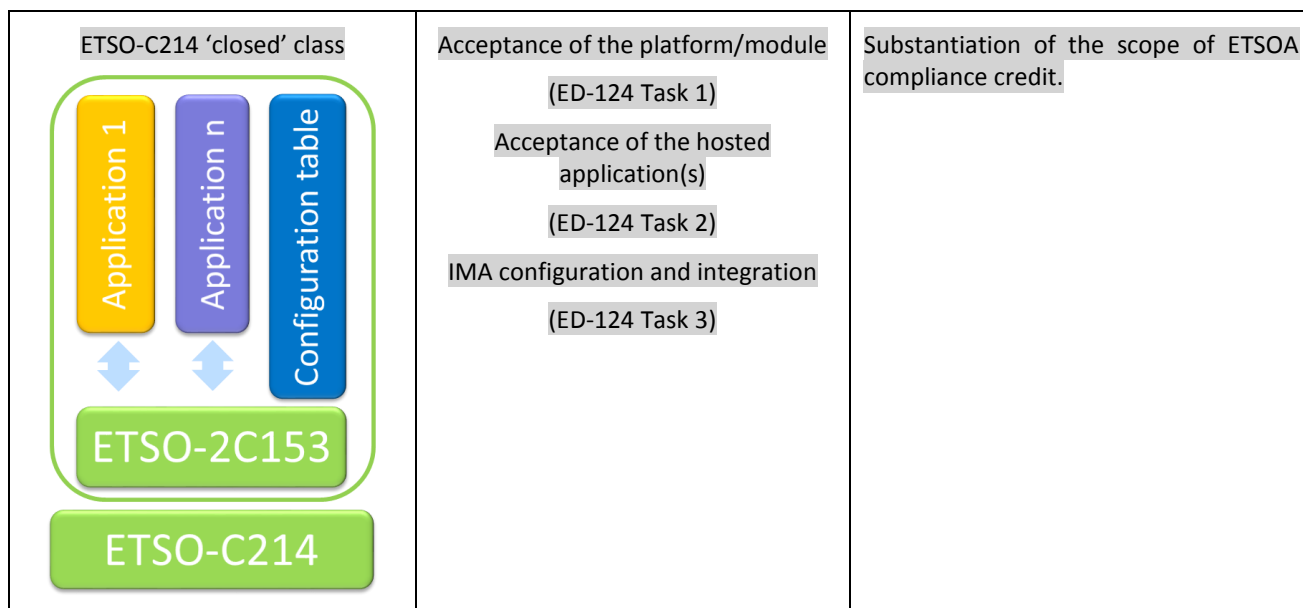 ETSO-C214 ‘closed’ class
Application 1
Application n
Configuration table
ETSO-2C153
ETSO-C214
Acceptance of the platform/module
(ED-124 Task 1)
Acceptance of the hosted
application(s)
(ED-124 Task 2)
IMA configuration and integration
(ED-124 Task 3)
Substantiation of the scope of ETSOA
compliance credit.